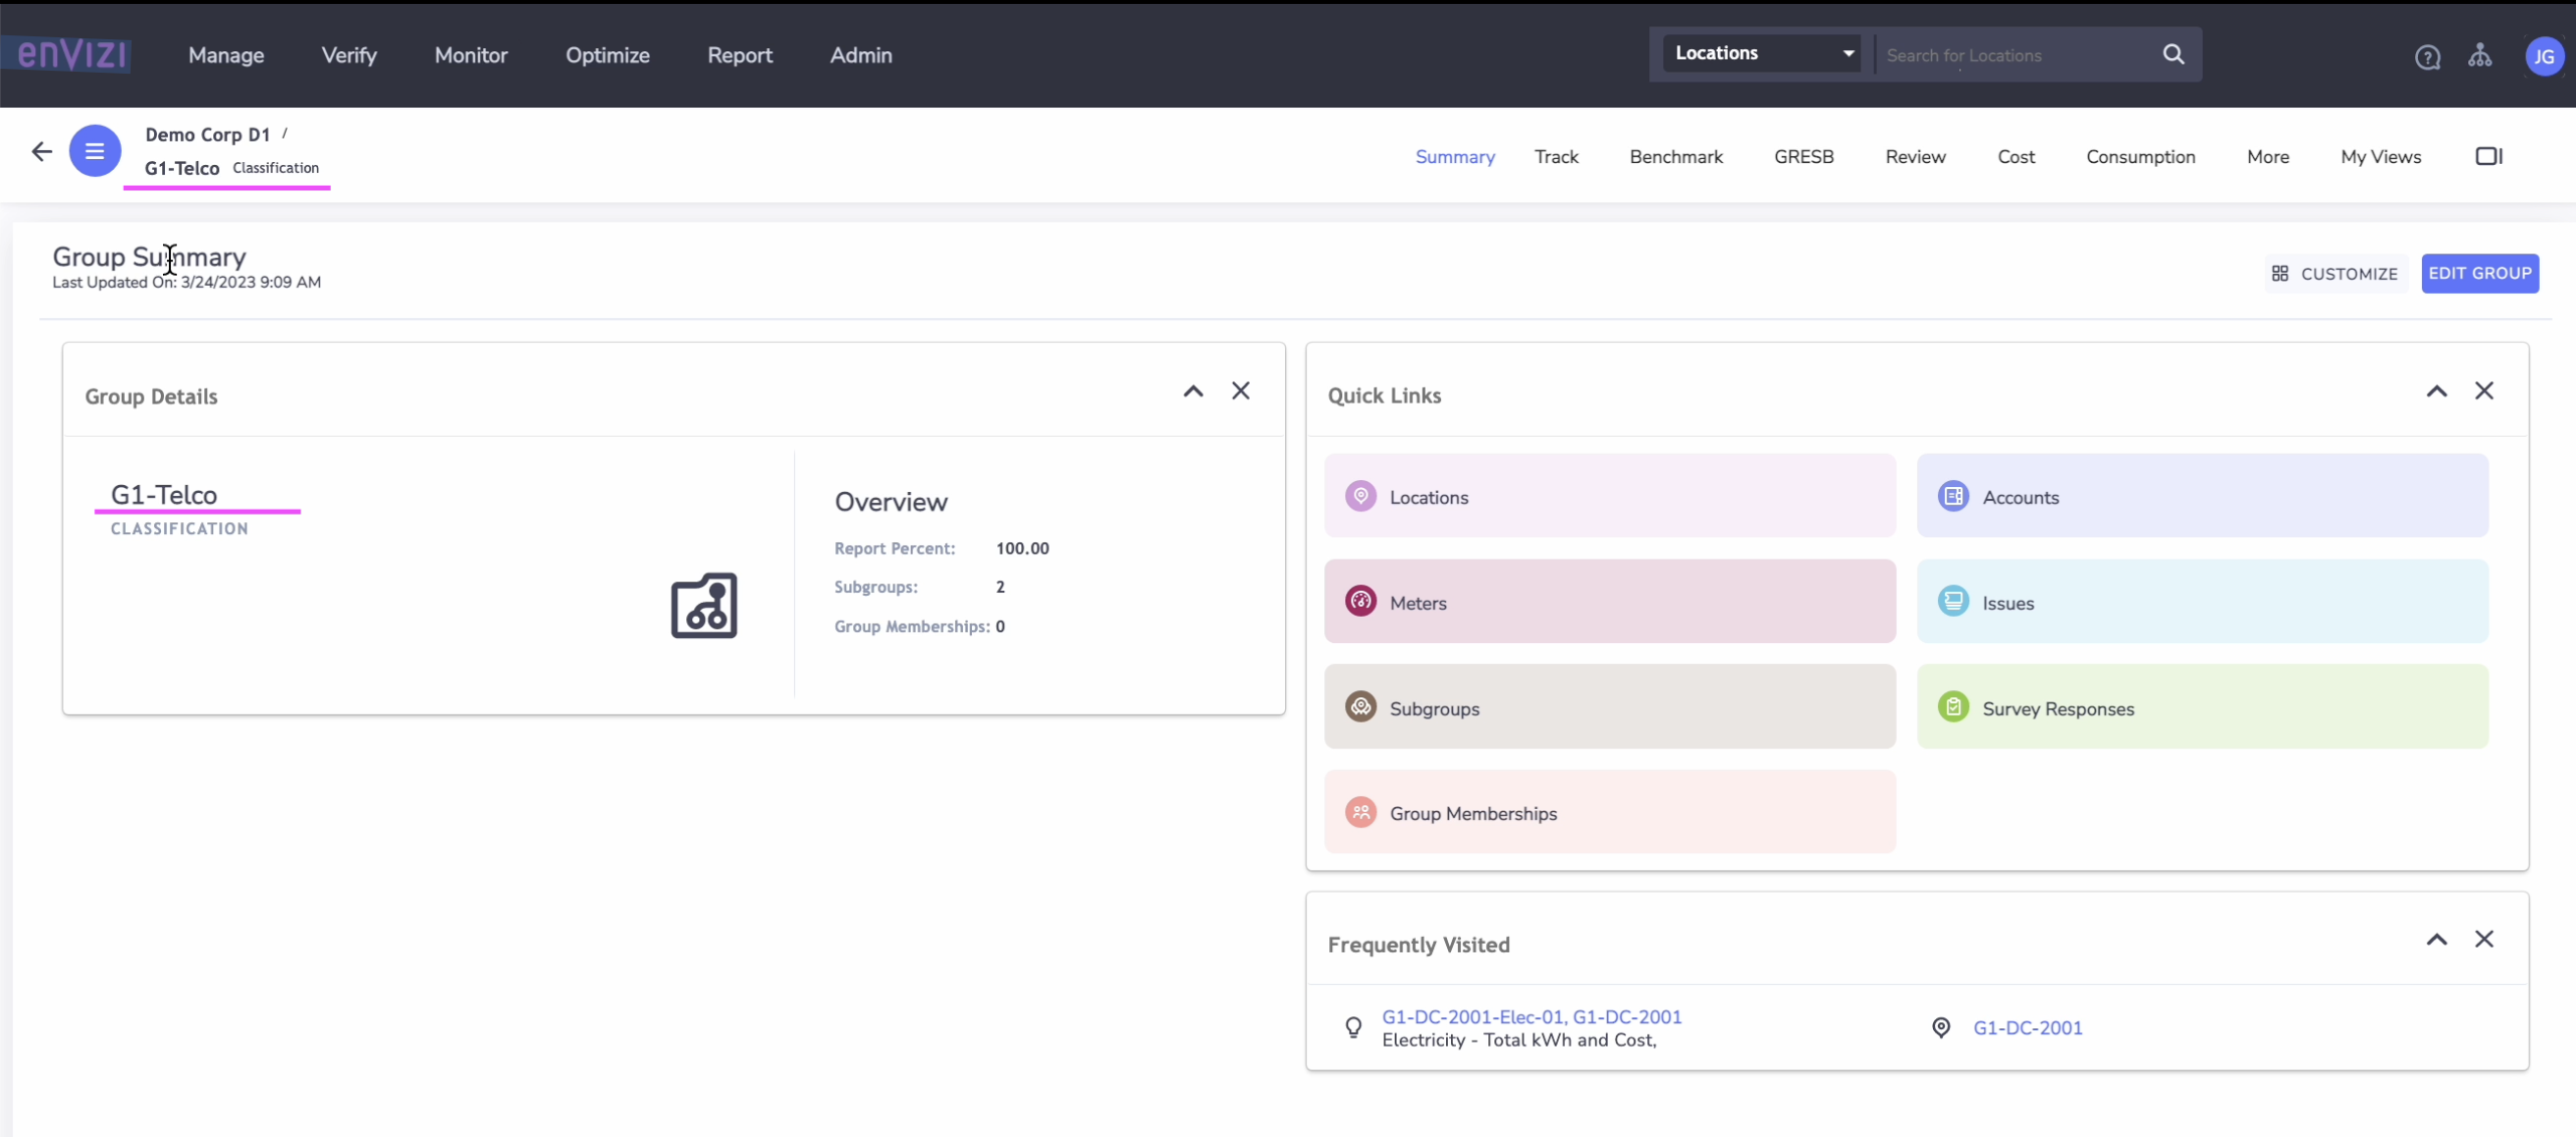 enVIZI
Manage
Verify
Monitor
Optimize
Report
Admin
Locations
Search for Locations
JG
Demo Corp D1 /
G1-Telco Classification
Summary
Track
Benchmark
GRESB
Review
Cost
Consumption
More
My Views
Group Summary
Last Updated On: 3/24/2023 9:09 AM
CUSTOMIZE
EDIT GROUP
Group Details
G1-Telco
CLASSIFICATION
Overview
Report Percent: 100.00
Subgroups: 2
Group Memberships: 0
Quick Links
Locations
Accounts
Meters
Issues
Subgroups
Survey Responses
Group Memberships
Frequently Visited
G1-DC-2001-Elec-01, G1-DC-2001
Electricity - Total kWh and Cost,
G1-DC-2001